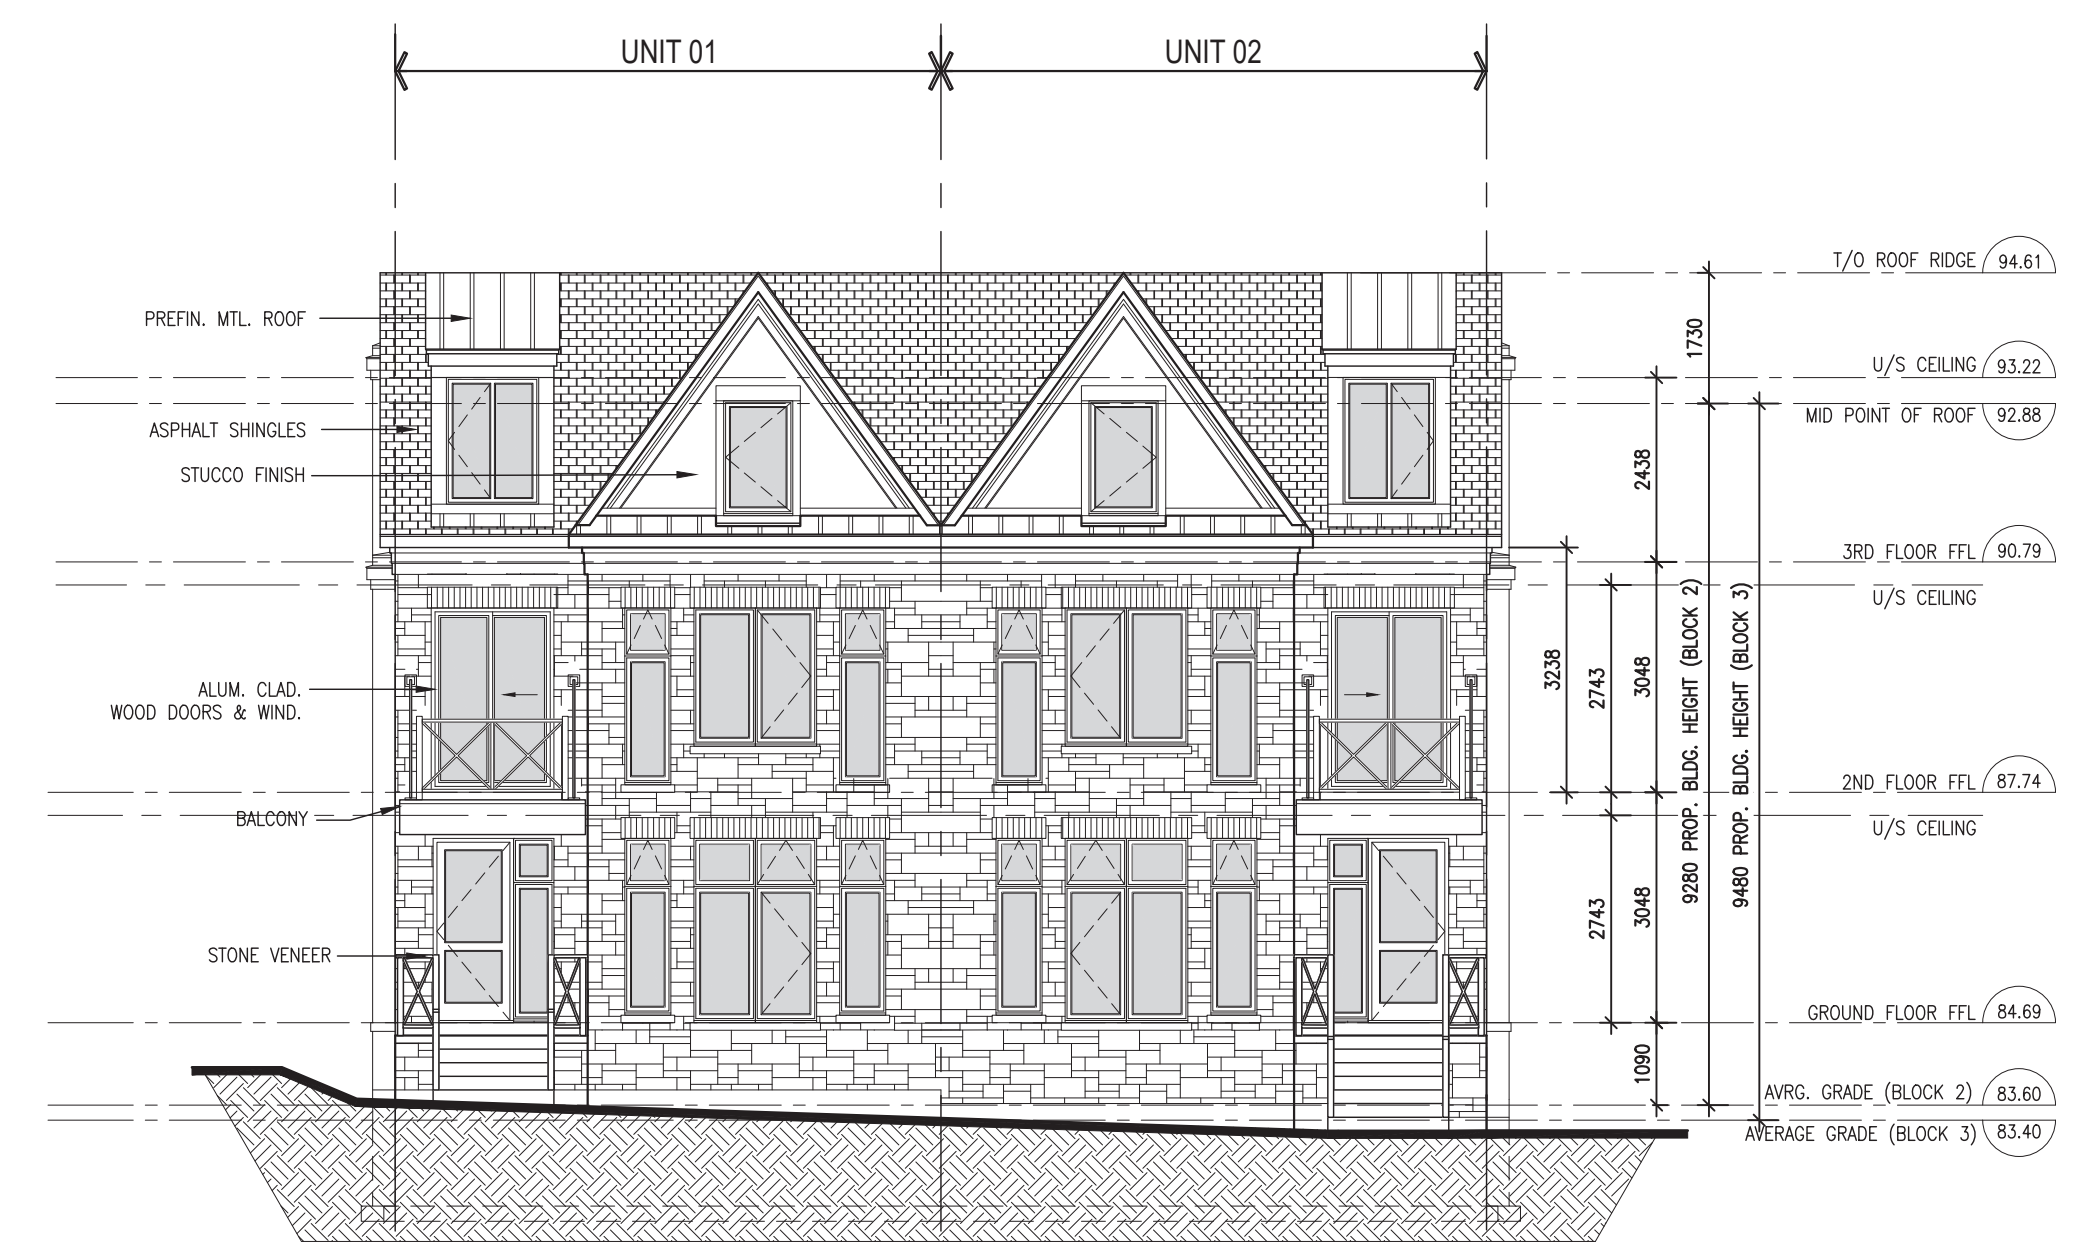 UNIT 01
UNIT 02
T/O ROOF RIDGE 94.61
PREFIN. MTL. ROOF
1730
U/S CEILING 93.22
MID POINT OF ROOF 92.88
ASPHALT SHINGLES
STUCCO FINISH
2438
3RD FLOOR FFL 90.79
U/S CEILING
ALUM. CLAD.
WOOD DOORS & WIND.
3238
2743
3048
9280 PROP. BLDG. HEIGHT (BLOCK 2)
9480 PROP. BLDG. HEIGHT (BLOCK 3)
2ND FLOOR FFL 87.74
BALCONY
U/S CEILING
2743
3048
STONE VENEER
GROUND FLOOR FFL 84.69
1090
AVRG. GRADE (BLOCK 2) 83.60
AVERAGE GRADE (BLOCK 3) 83.40